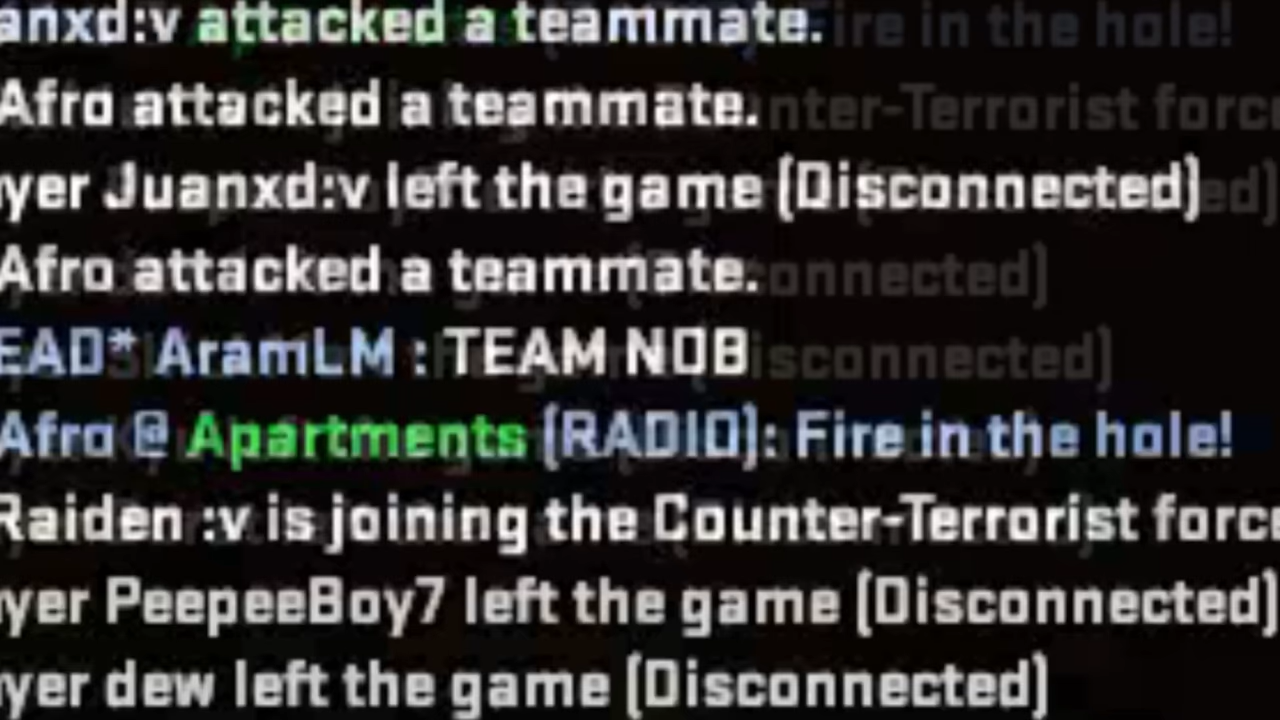 anxd:v attacked a teammate.
Afro attacked a teammate.
yer Juanxd:v left the game (Disconnected)
Afro attacked a teammate.
EAD* AramLM : TEAM NOB
Afro @ Apartments (RADIO): Fire in the hole!
Raiden :v is joining the Counter-Terrorist forc
yer PeepeeBoy7 left the game (Disconnected)
yer dew left the game (Disconnected)